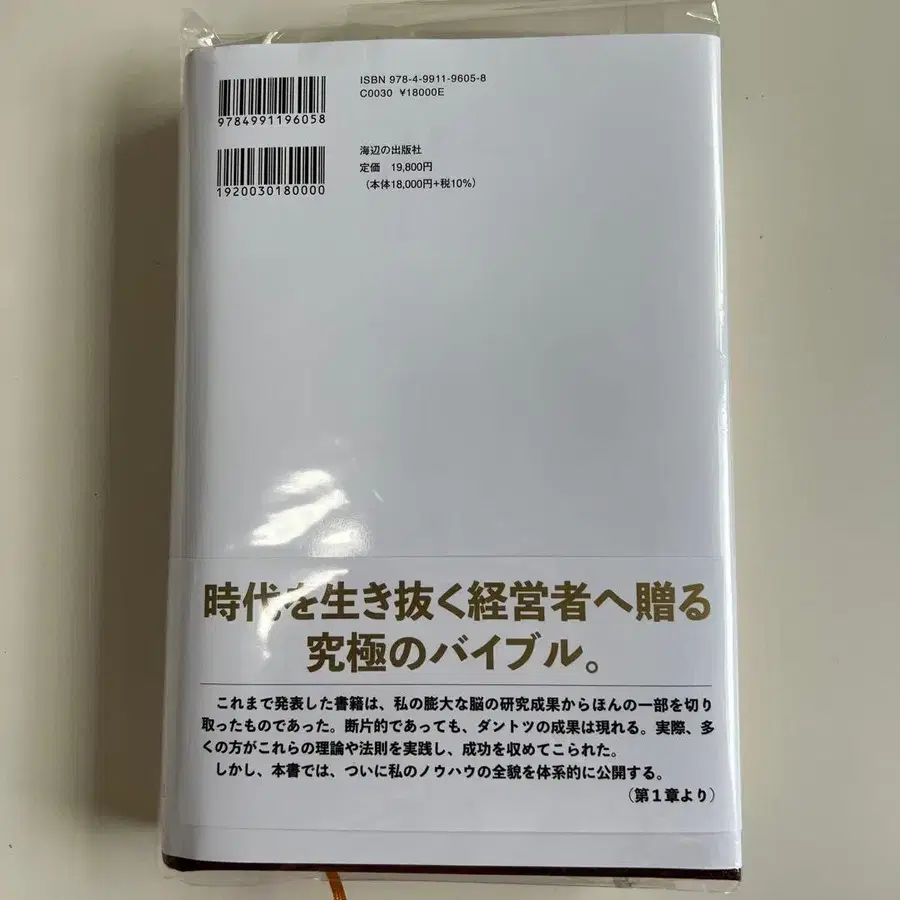 ISBN 978-4-9911-9605-8
C0030 ¥18000E
9784991196058
海辺の出版社
定価 19,800円
(本体18,000円+税10%)
1920030180000
時代を生き抜く経営者へ贈る
究極のバイブル。
これまで発表した書籍は、私の膨大な脳の研究成果からほんの一部を切り
取ったものであった。断片的であっても、ダントツの成果は現れる。実際、多
くの方がこれらの理論や法則を実践し、成功を収めてこられた。
しかし、本書では、ついに私のノウハウの全貌を体系的に公開する。
(第1章より)